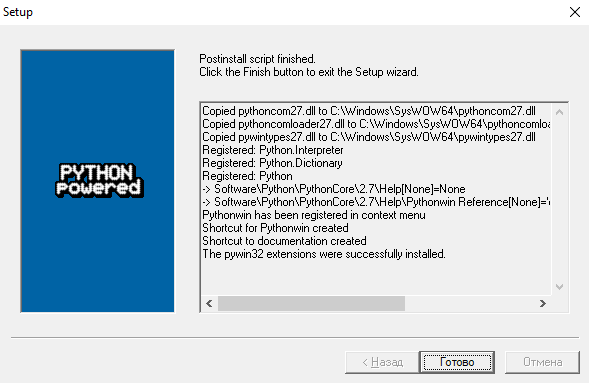 Setup
Postinstall script finished.
Click the Finish button to exit the Setup wizard.
PYTHON
powered
Copied pythoncom27.dll to C:\Windows\SysWOW64\pythoncom27.dll
Copied pythoncomloader27.dll to C:\Windows\SysWOW64\pythoncomloa
Copied pywintypes27.dll to C:\Windows\SysWOW64\pywintypes27.dll
Registered: Python.Interpreter
Registered: Python.Dictionary
Registered: Python
-> Software\Python\PythonCore\2.7\Help[None]=None
-> Software\Python\PythonCore\2.7\Help\Pythonwin Reference[None]='
Pythonwin has been registered in context menu
Shortcut for Pythonwin created
Shortcut to documentation created
The pywin32 extensions were successfully installed.
< Назад
Готово
Отмена